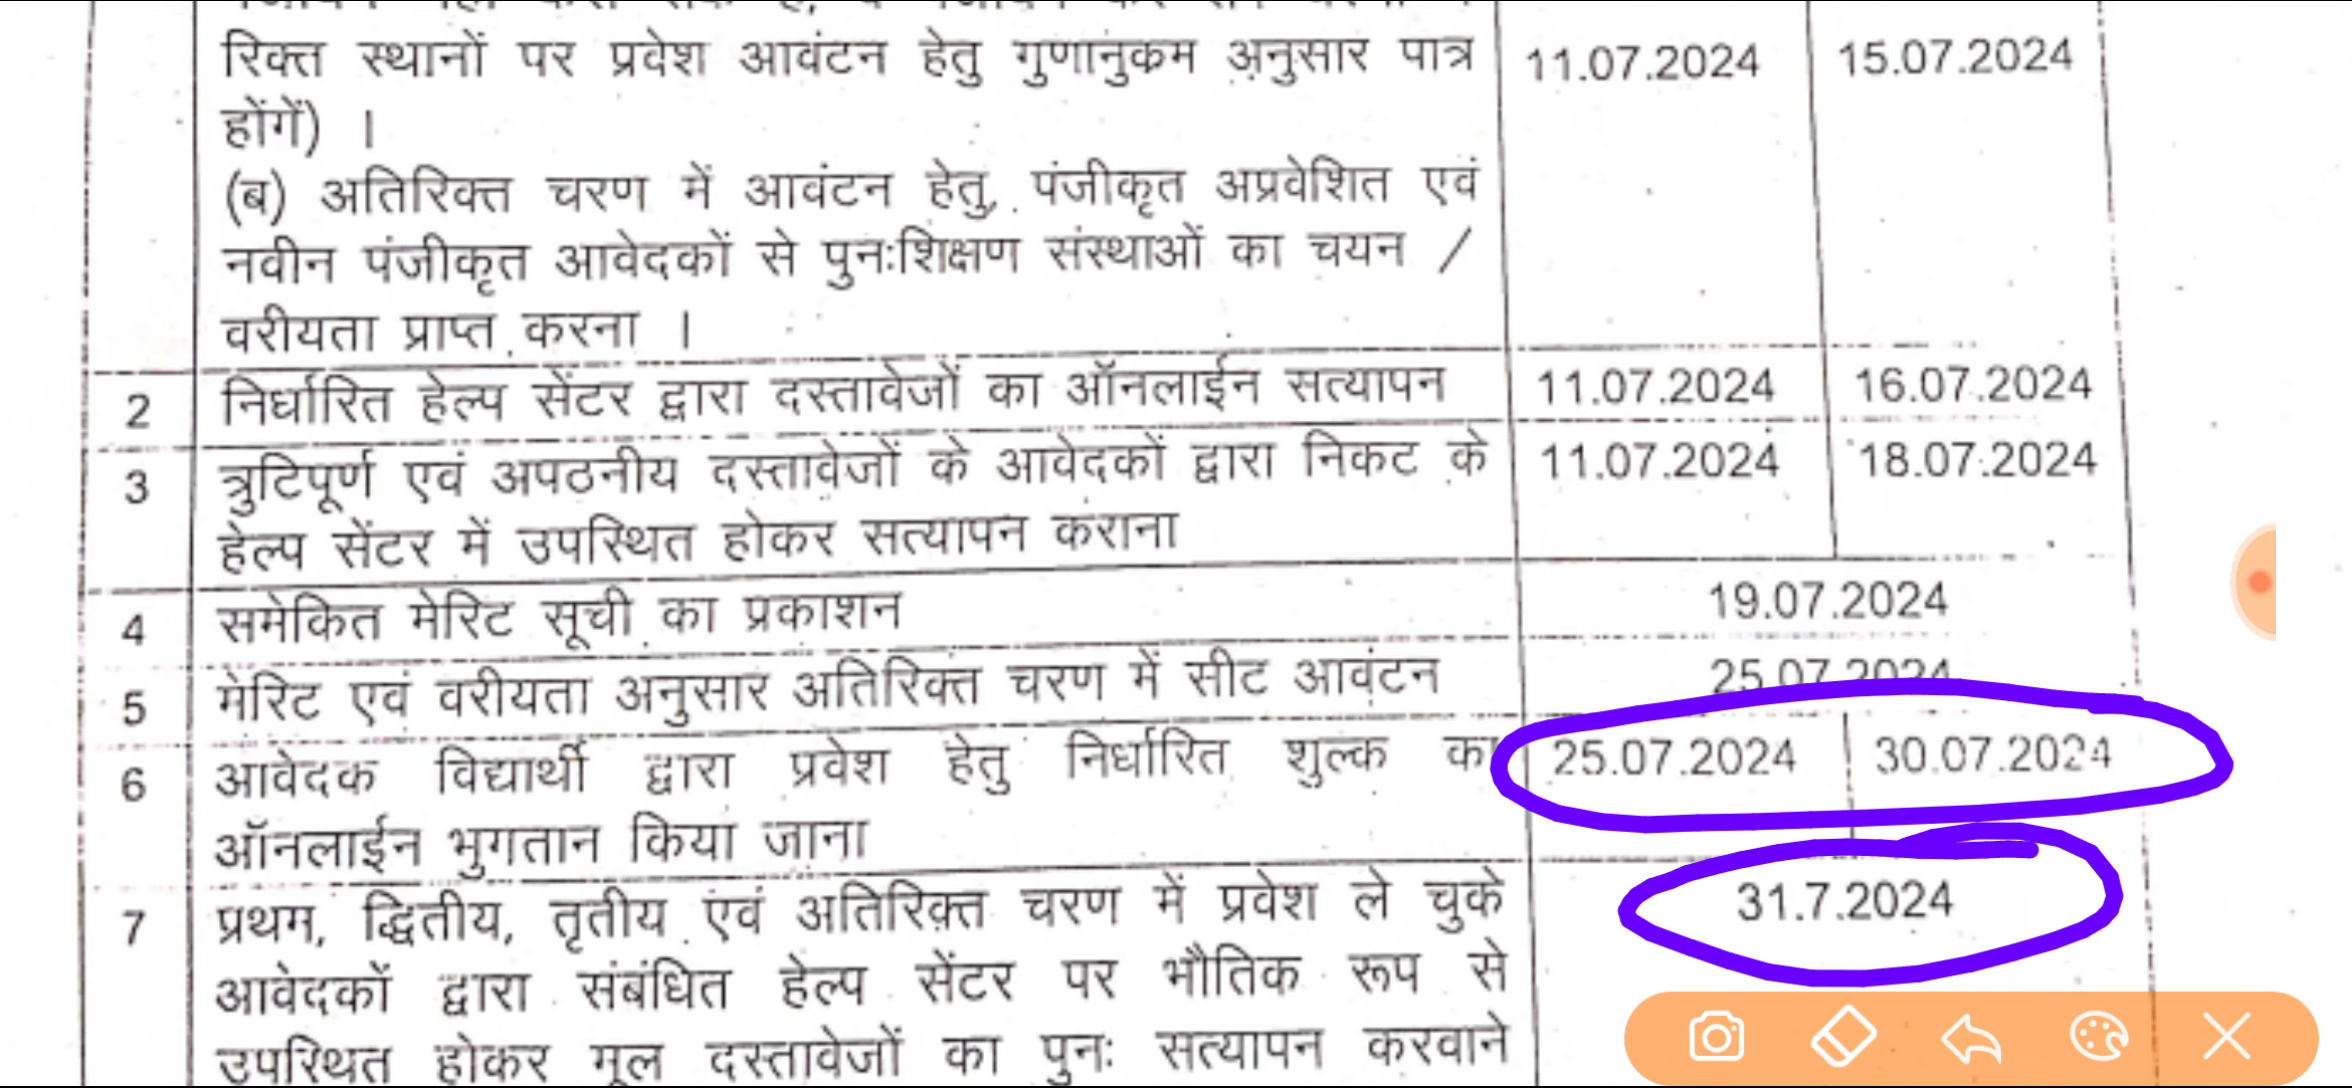 रिक्त स्थानों पर प्रवेश आवंटन हेतु गुणानुकम अनुसार पात्र 11.07.2024 15.07.2024
होंगें) ।
(ब) अतिरिक्त चरण में आवंटन हेतु, पंजीकृत अप्रवेशित एवं
नवीन पंजीकृत आवेदकों से पुनःशिक्षण संस्थाओं का चयन /
वरीयता प्राप्त करना ।
2 निर्धारित हेल्प सेंटर द्वारा दस्तावेजों का ऑनलाईन सत्यापन 11.07.2024 16.07.2024
3 त्रुटिपूर्ण एवं अपठनीय दस्तावेजों के आवेदकों द्वारा निकट के 11.07.2024 18.07.2024
हेल्प सेंटर में उपस्थित होकर सत्यापन कराना
4 समेकित मेरिट सूची का प्रकाशन 19.07.2024
5 मेरिट एवं वरीयता अनुसार अतिरिक्त चरण में सीट आवंटन 25.07.2024
6 आवेदक विद्यार्थी द्वारा प्रवेश हेतु निर्धारित शुल्क का 25.07.2024 30.07.2024
ऑनलाईन भुगतान किया जाना
7 प्रथम, द्धितीय, तृतीय एवं अतिरिक्त चरण में प्रवेश ले चुके 31.7.2024
आवेदकों द्वारा संबंधित हेल्प सेंटर पर भौतिक रूप से
उपस्थित होकर मूल दस्तावेजों का पुनः सत्यापन करवाने